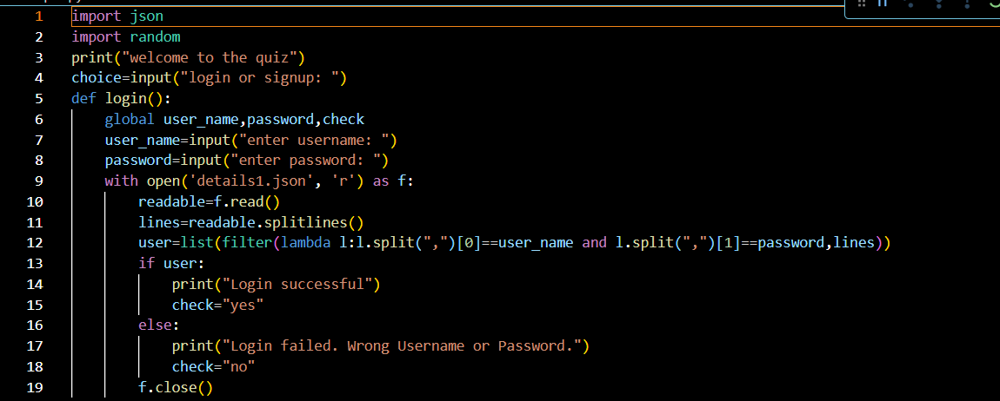 1 import json
2 import random
3 print("welcome to the quiz")
4 choice=input("login or signup: ")
5 def login():
6     global user_name,password,check
7     user_name=input("enter username: ")
8     password=input("enter password: ")
9     with open('details1.json', 'r') as f:
10         readable=f.read()
11         lines=readable.splitlines()
12         user=list(filter(lambda l:l.split(",")[0]==user_name and l.split(",")[1]==password,lines))
13         if user:
14             print("Login successful")
15             check="yes"
16         else:
17             print("Login failed. Wrong Username or Password.")
18             check="no"
19         f.close()